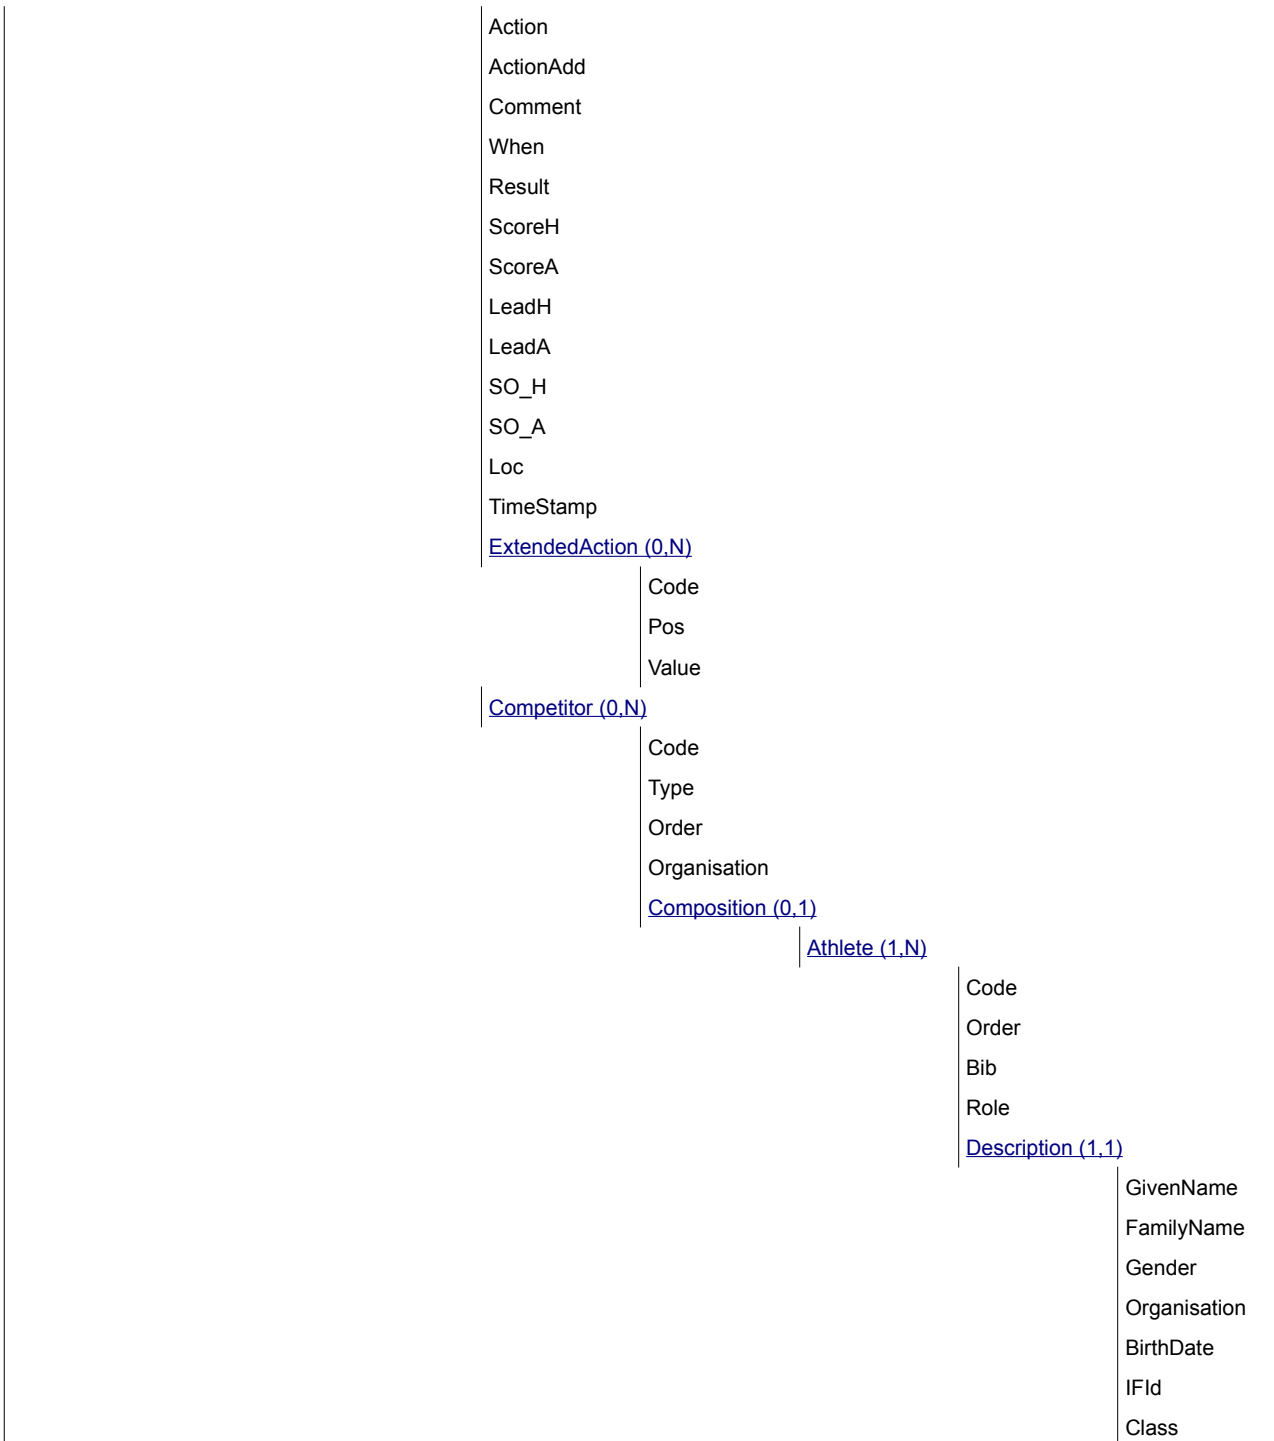 Action
ActionAdd
Comment
When
Result
ScoreH
ScoreA
LeadH
LeadA
SO_H
SO_A
Loc
TimeStamp
ExtendedAction (0,N)
Code
Pos
Value
Competitor (0,N)
Code
Type
Order
Organisation
Composition (0,1)
Athlete (1,N)
Code
Order
Bib
Role
Description (1,1)
GivenName
FamilyName
Gender
Organisation
BirthDate
IFId
Class